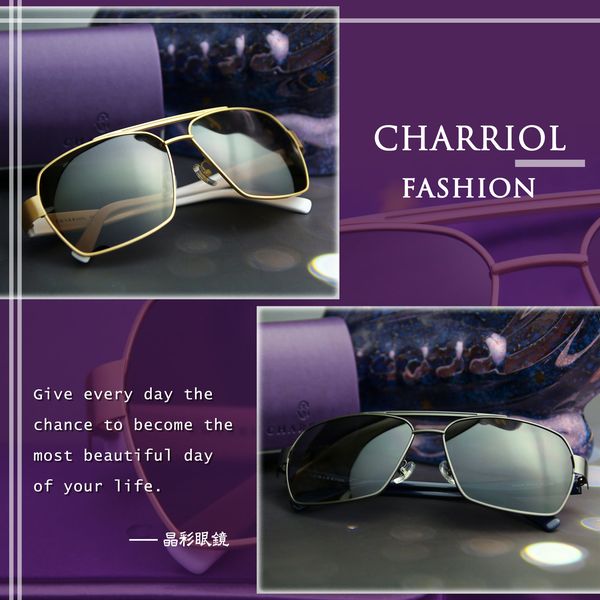 CHARRIOL
FASHION
Give every day the
chance to become the
most beautiful day
of your life.
— 晶彩眼鏡